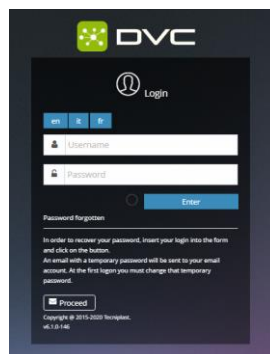 DVC
Login
en it fr
Username
Password
Enter
Password forgotten
In order to recover your password, insert your login into the form
and click on the button.
An email with a temporary password will be sent to your email
account. At the first logon you must change that temporary
password.
Proceed
Copyright @ 2015-2020 Tecniplast.
v6.1.0-146